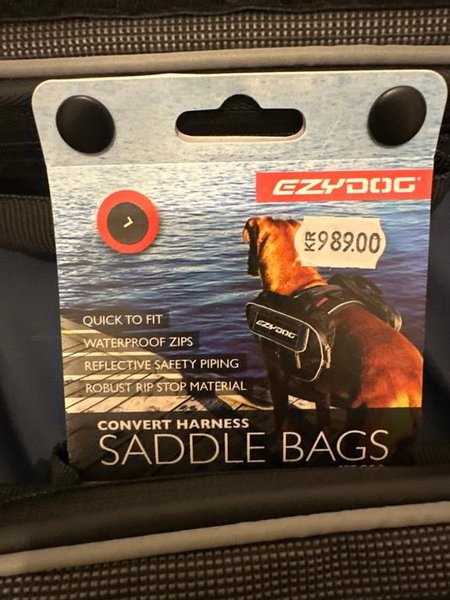 EZYDOG
KR 989.00
EZYDOG
QUICK TO FIT
WATERPROOF ZIPS
REFLECTIVE SAFETY PIPING
ROBUST RIP STOP MATERIAL
CONVERT HARNESS
SADDLE BAGS